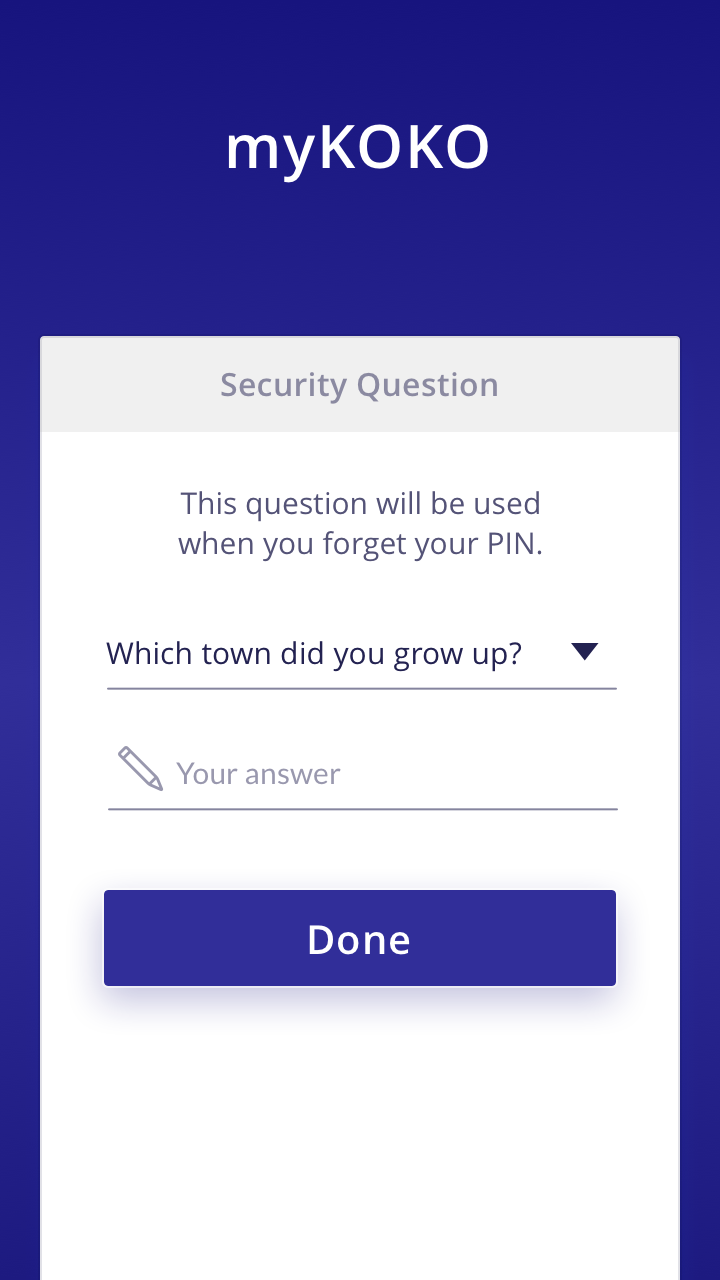 myKOKO
Security Question
This question will be used
when you forget your PIN.
Which town did you grow up?
Your answer
Done